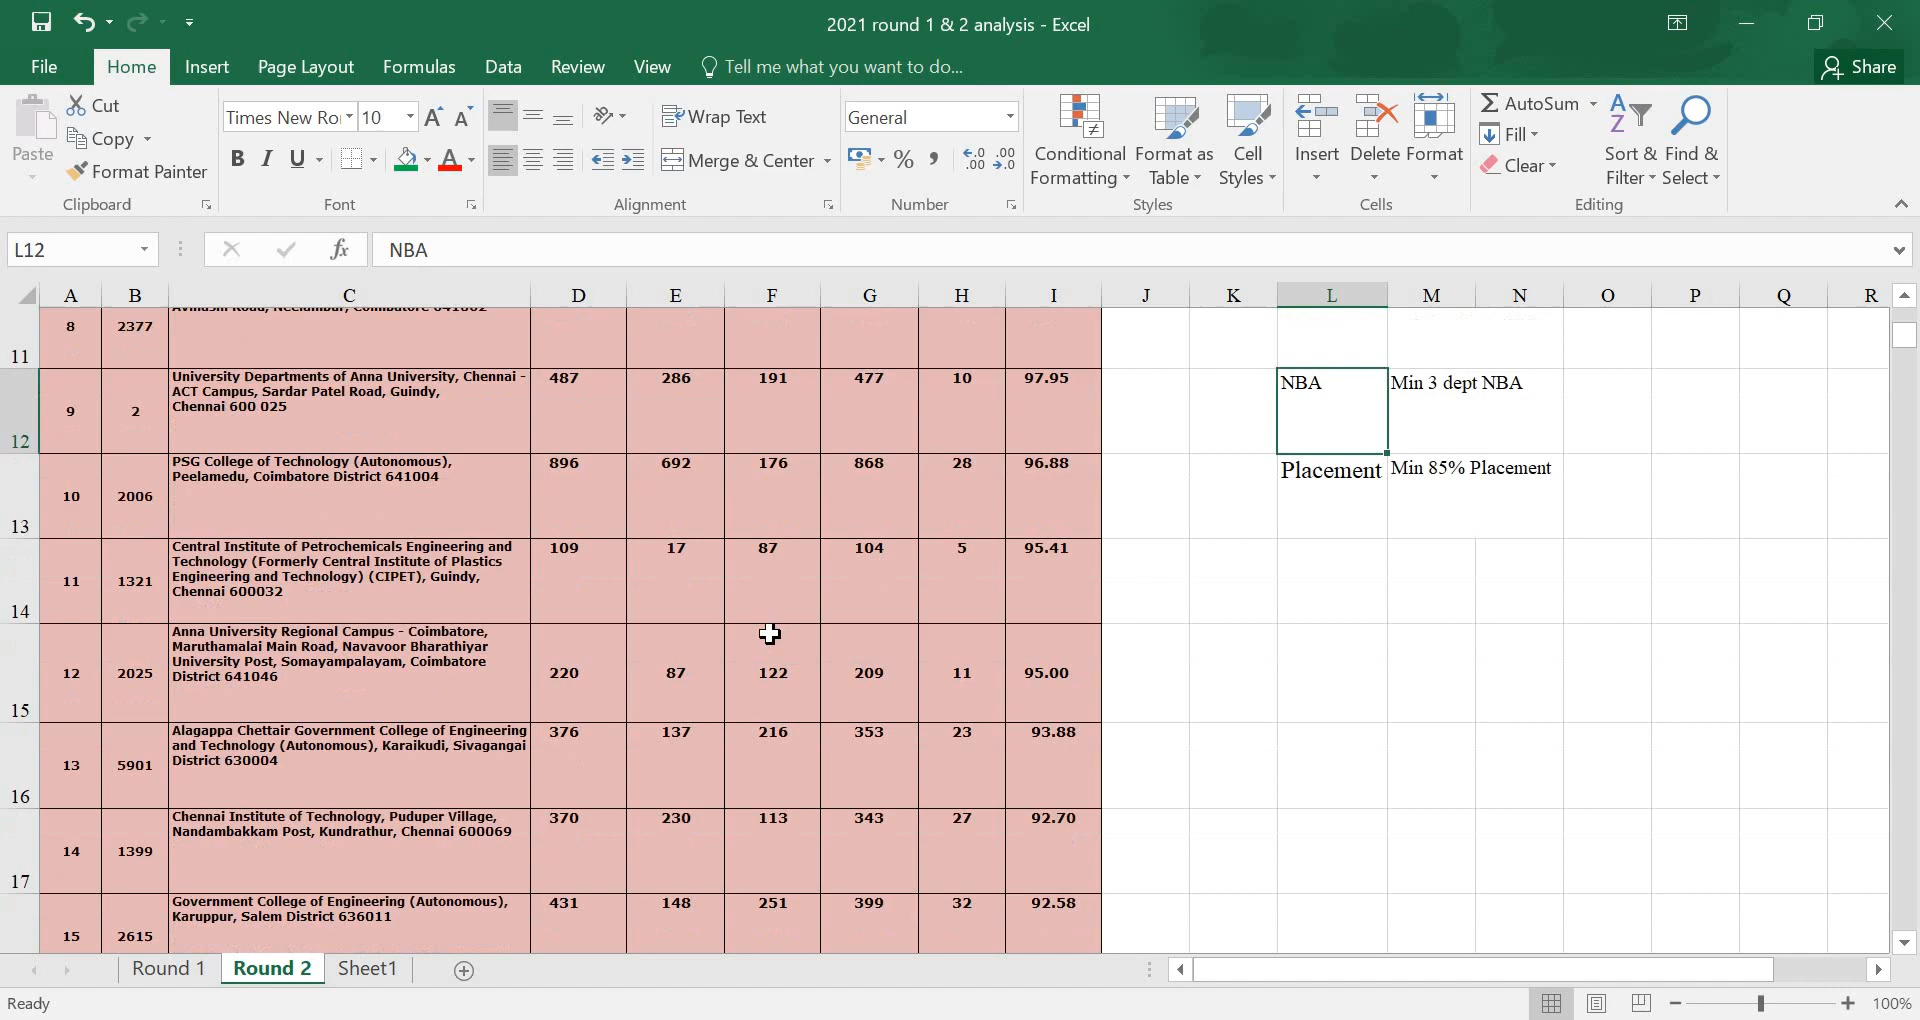 2021 round 1 & 2 analysis - Excel
File Home Insert Page Layout Formulas Data Review View Tell me what you want to do... Share
Paste
Cut
Copy
Format Painter
Clipboard
Times New Ro 10
B I U
Font
Wrap Text
Merge & Center
Alignment
General
% ,
Number
Conditional Formatting
Format as Table
Cell Styles
Styles
Insert Delete Format
Cells
AutoSum
Fill
Clear
Sort & Filter
Find & Select
Editing
L12 fx NBA
A B C D E F G H I J K L M N O P Q R
11 8 2377
12 9 2 University Departments of Anna University, Chennai - 487 286 191 477 10 97.95 NBA Min 3 dept NBA
ACT Campus, Sardar Patel Road, Guindy,
Chennai 600 025
13 10 2006 PSG College of Technology (Autonomous), 896 692 176 868 28 96.88 Placement Min 85% Placement
Peelamedu, Coimbatore District 641004
14 11 1321 Central Institute of Petrochemicals Engineering and 109 17 87 104 5 95.41
Technology (Formerly Central Institute of Plastics
Engineering and Technology) (CIPET), Guindy,
Chennai 600032
15 12 2025 Anna University Regional Campus - Coimbatore, 220 87 122 209 11 95.00
Maruthamalai Main Road, Navavoor Bharathiyar
University Post, Somayampalayam, Coimbatore
District 641046
16 13 5901 Alagappa Chettair Government College of Engineering 376 137 216 353 23 93.88
and Technology (Autonomous), Karaikudi, Sivagangai
District 630004
17 14 1399 Chennai Institute of Technology, Puduper Village, 370 230 113 343 27 92.70
Nandambakkam Post, Kundrathur, Chennai 600069
15 2615 Government College of Engineering (Autonomous), 431 148 251 399 32 92.58
Karuppur, Salem District 636011
Round 1 Round 2 Sheet1
Ready 100%